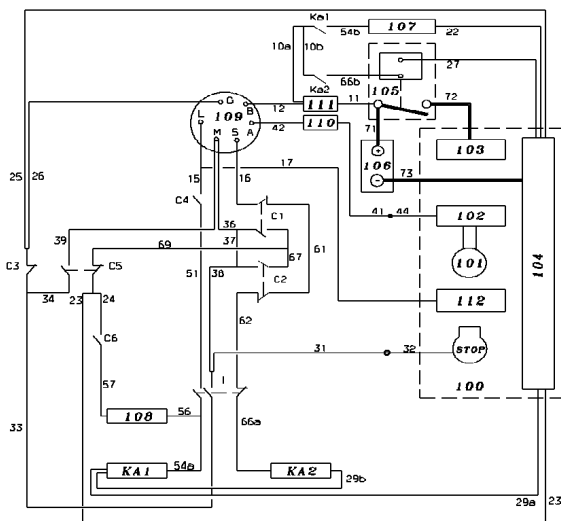 Ka1
54b
107
22
10a
10b
27
66b
105
Ka2
G
B
12
111
11
72
L
109
M
S
A
42
110
71
106
+
-
73
103
25
26
15
16
17
C4
41
44
102
36
C1
39
37
61
69
101
104
C3
C5
51
38
67
C2
112
34
23
24
62
C6
31
32
STOP
100
57
I
33
108
56
66a
KA1
54a
KA2
29b
29a
23